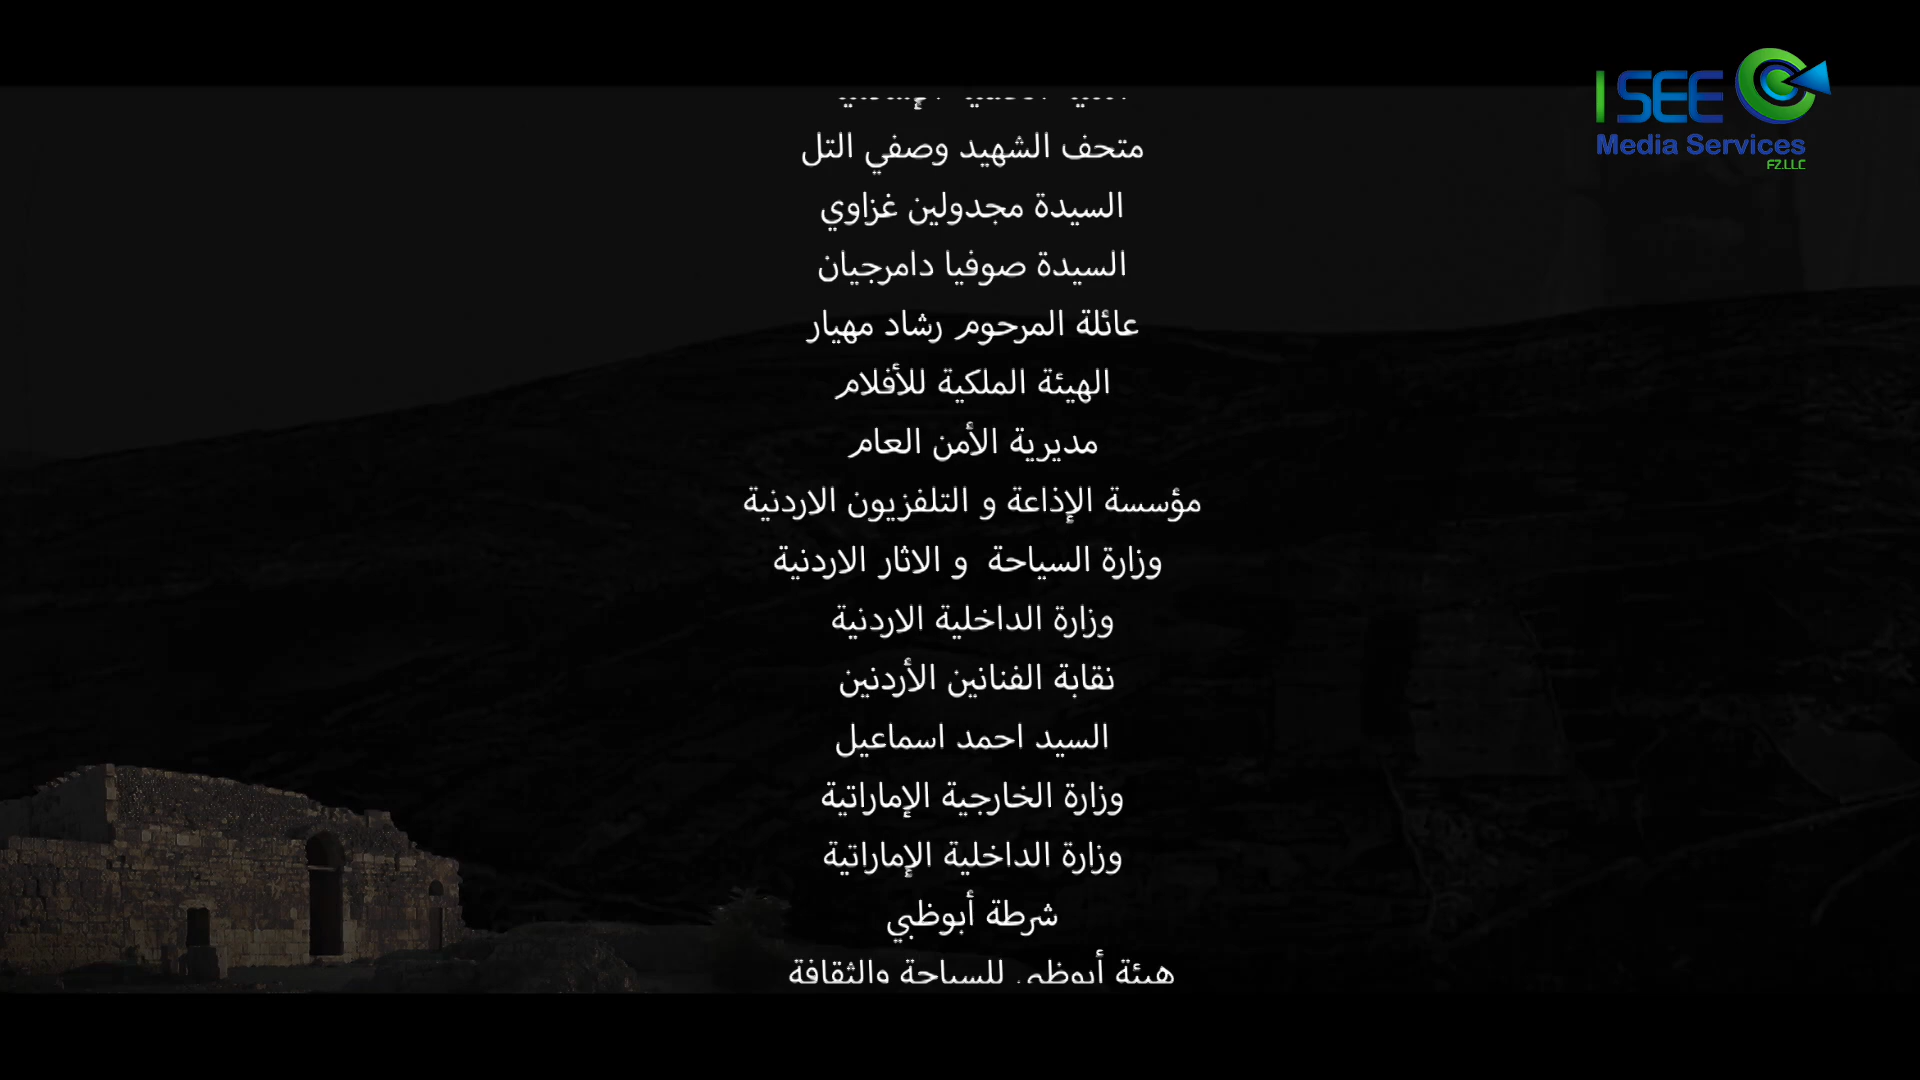 I SEE
Media Services
FZ.LLC
متحف الشهيد وصفي التل
السيدة مجدولين غزاوي
السيدة صوفيا دامرجيان
عائلة المرحوم رشاد مهيار
الهيئة الملكية للأفلام
مديرية الأمن العام
مؤسسة الإذاعة و التلفزيون الاردنية
وزارة السياحة و الاثار الاردنية
وزارة الداخلية الاردنية
نقابة الفنانين الأردنين
السيد احمد اسماعيل
وزارة الخارجية الإماراتية
وزارة الداخلية الإماراتية
شرطة أبوظبي
هيئة أبوظبي للسياحة والثقافة